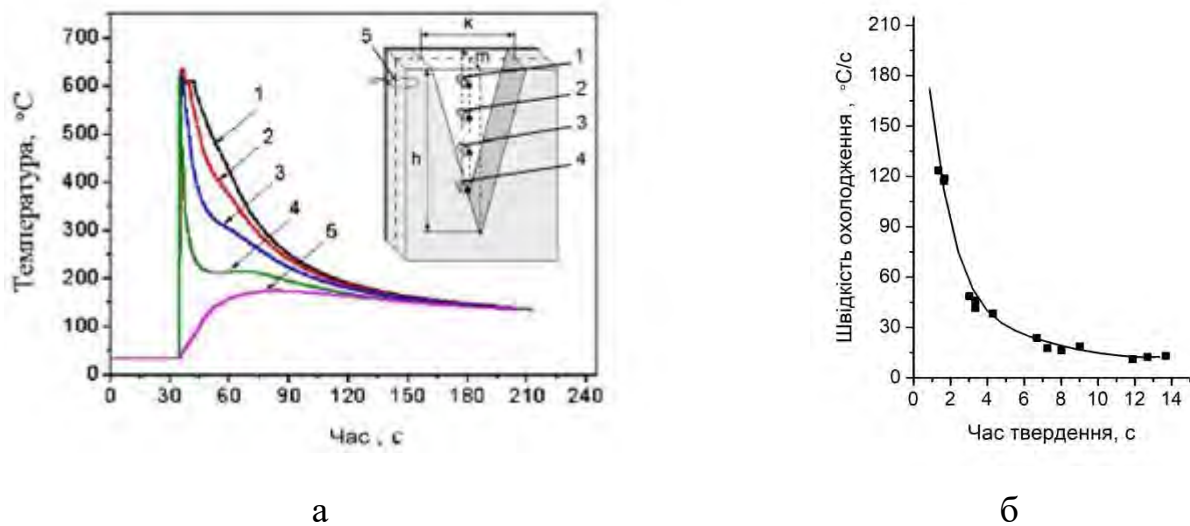 700
600
500
400
300
200
100
0
Температура, °C
0 30 60 90 120 150 180 210 240
Час , с
1
2
3
4
5
к
5
m
1
2
3
4
h
а
210
180
150
120
90
60
30
0
Швідкість охолодження , °C/с
0 2 4 6 8 10 12 14
Час твердення, с
б